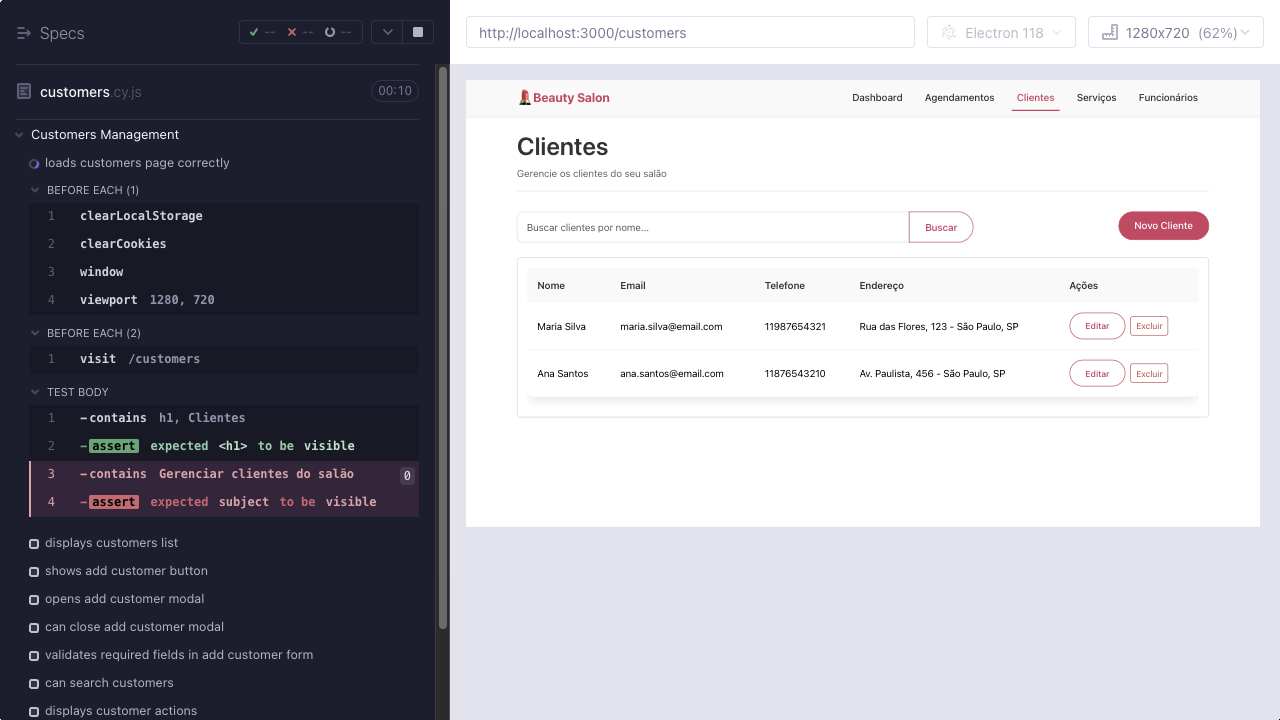 Specs
-- -- --
customers.cy.js
00:10
Customers Management
loads customers page correctly
BEFORE EACH (1)
1 clearLocalStorage
2 clearCookies
3 window
4 viewport 1280, 720
BEFORE EACH (2)
1 visit /customers
TEST BODY
1 -contains h1, Clientes
2 -assert expected <h1> to be visible
3 -contains Gerenciar clientes do salão 0
4 -assert expected subject to be visible
displays customers list
shows add customer button
opens add customer modal
can close add customer modal
validates required fields in add customer form
can search customers
displays customer actions
http://localhost:3000/customers
Electron 118
1280x720 (62%)
Beauty Salon
Dashboard Agendamentos Clientes Serviços Funcionários
Clientes
Gerencie os clientes do seu salão
Buscar clientes por nome...
Buscar
Novo Cliente
Nome Email Telefone Endereço Ações
Maria Silva maria.silva@email.com 11987654321 Rua das Flores, 123 - São Paulo, SP Editar Excluir
Ana Santos ana.santos@email.com 11876543210 Av. Paulista, 456 - São Paulo, SP Editar Excluir